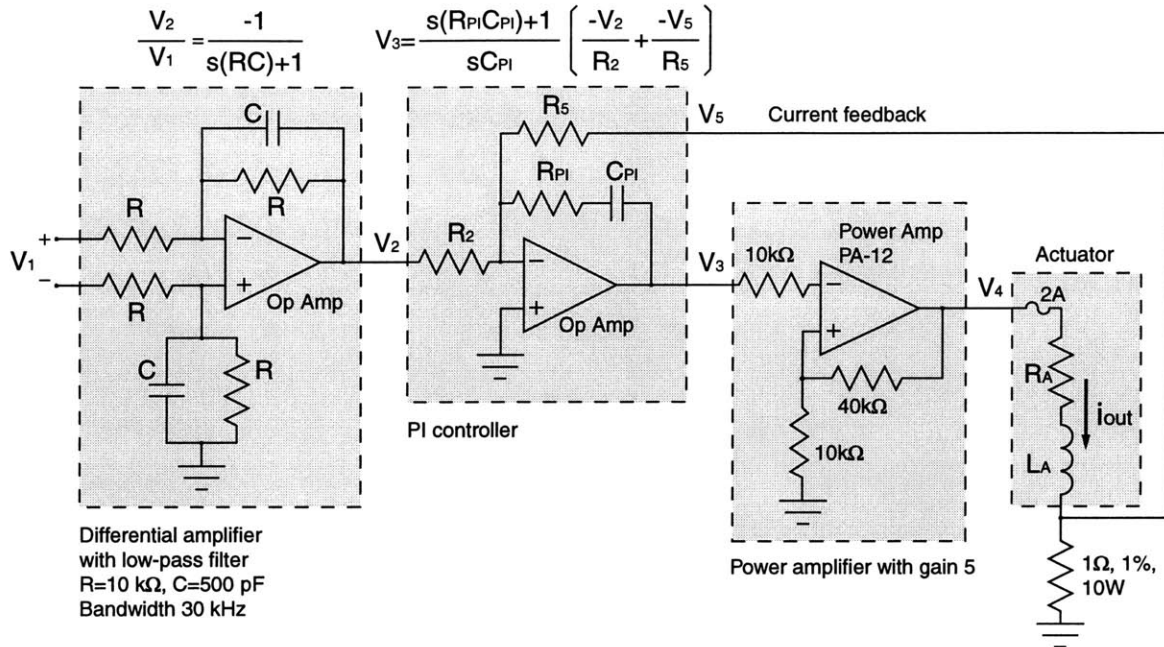 V2/V1 = -1/(s(RC)+1)
V3= (s(RPICPI)+1)/(sCPI) ( -V2/R2 + -V5/R5 )
C
R
R
R
V1
+
−
−
+
Op Amp
C
R
Differential amplifier
with low-pass filter
R=10 kΩ, C=500 pF
Bandwidth 30 kHz
V2
R5
RPI
CPI
R2
−
+
Op Amp
PI controller
V5
Current feedback
V3
10kΩ
Power Amp
PA-12
−
+
40kΩ
10kΩ
Power amplifier with gain 5
V4
Actuator
2A
RA
iout
LA
1Ω, 1%,
10W